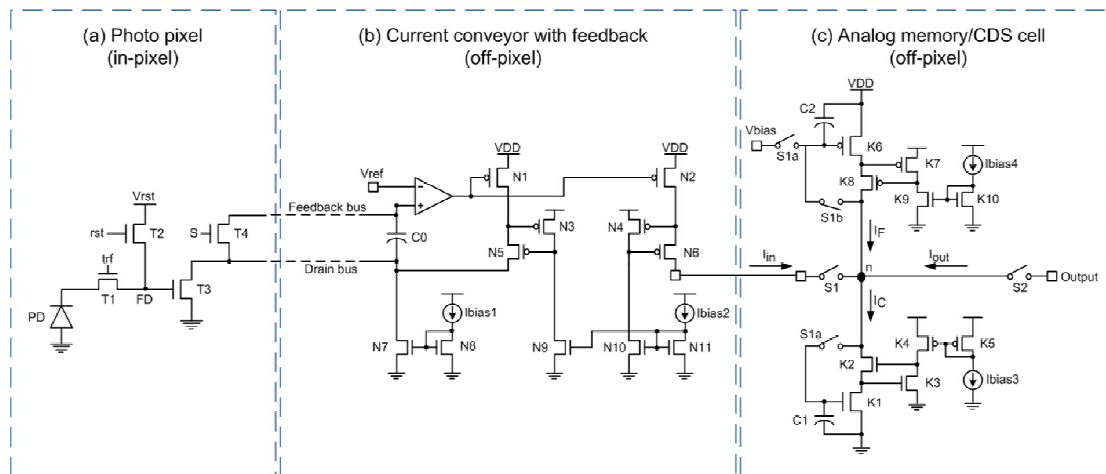 (a) Photo pixel
(in-pixel)
Vrst
rst
T2
S
T4
trf
T1
FD
T3
PD
(b) Current conveyor with feedback
(off-pixel)
Feedback bus
Drain bus
Vref
C0
VDD
N1
VDD
N2
N3
N4
N5
N6
Ibias1
Ibias2
N7
N8
N9
N10
N11
(c) Analog memory/CDS cell
(off-pixel)
VDD
C2
Vbias
S1a
K6
K7
Ibias4
K8
K9
K10
S1b
IF
Iin
S1
n
Iout
S2
Output
IC
S1a
K4
K5
K2
K3
Ibias3
K1
C1